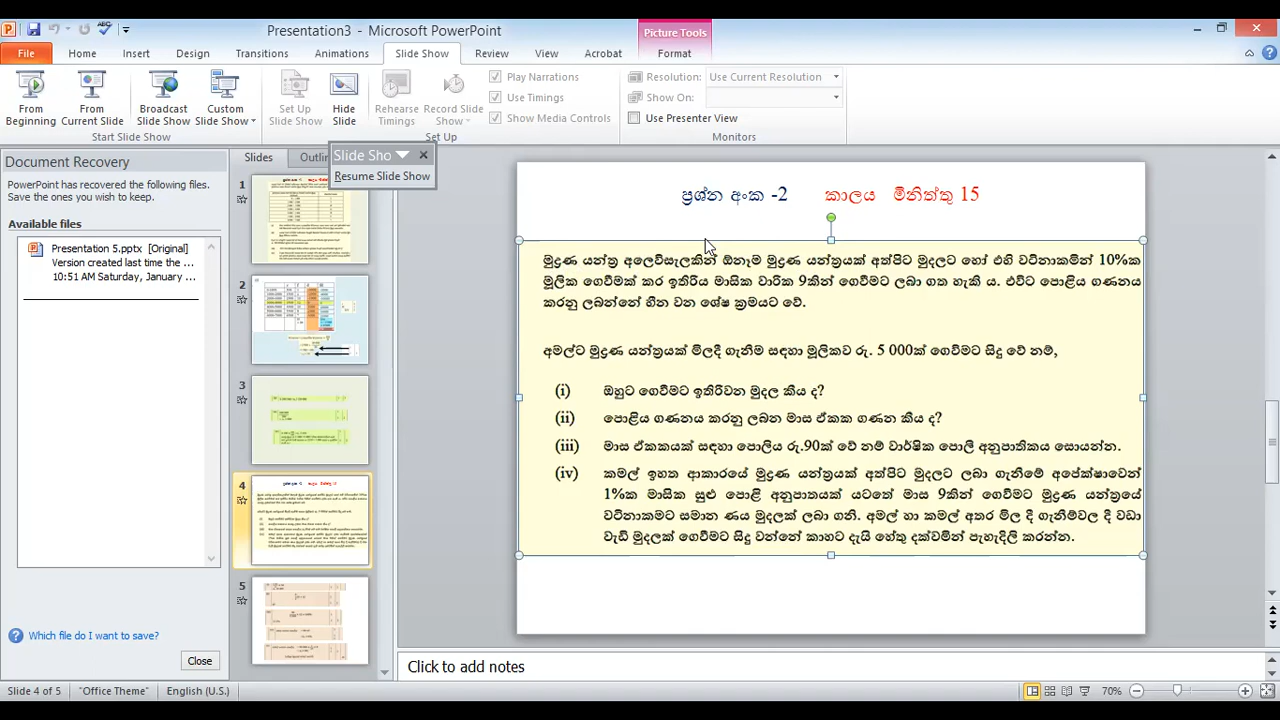 Presentation3 - Microsoft PowerPoint
Picture Tools
File
Home
Insert
Design
Transitions
Animations
Slide Show
Review
View
Acrobat
Format
From Beginning
From Current Slide
Broadcast Slide Show
Custom Slide Show
Start Slide Show
Set Up Slide Show
Hide Slide
Rehearse Timings
Record Slide Show
Play Narrations
Use Timings
Show Media Controls
Set Up
Resolution:
Use Current Resolution
Show On:
Use Presenter View
Monitors
Document Recovery
PowerPoint has recovered the following files.
Save the ones you wish to keep.
Available files
Presentation 5.pptx [Original]
Version created last time the ...
10:51 AM Saturday, January ...
Which file do I want to save?
Close
Slides
Outlin
Slide Sho
Resume Slide Show
1
2
3
4
5
ප්‍රශ්න අංක -2 කාලය මිනිත්තු 15
මුද්‍රණ යන්ත්‍ර අලෙවිසැලකින් ඕනෑම මුද්‍රණ යන්ත්‍රයක් අත්පිට මුදලට හෝ එහි වටිනාකමින් 10%ක
මූලික ගෙවීමක් කර ඉතිරිය මාසික වාරික 9කින් ගෙවීමට ලබා ගත හැකි ය. එවිට පොළිය ගණනය
කරනු ලබන්නේ හීන වන ශේෂ ක්‍රමයට වේ.
අමල්ට මුද්‍රණ යන්ත්‍රයක් මිලදී ගැනීම සඳහා මූලිකව රු. 5 000ක් ගෙවීමට සිදු වේ නම්,
(i) ඔහුට ගෙවීමට ඉතිරිවන මුදල කීය ද?
(ii) පොළිය ගණනය කරනු ලබන මාස ඒකක ගණන කීය ද?
(iii) මාස ඒකකයක් සඳහා පොලිය රු.90ක් වේ නම් වාර්ෂික පොලී අනුපාතිකය සොයන්න.
(iv) කමල් ඉහත ආකාරයේ මුද්‍රණ යන්ත්‍රයක් අත්පිට මුදලට ලබා ගැනීමේ අපේක්ෂාවෙන්
1%ක මාසික සුළු පොළී අනුපාතයක් යටතේ මාස 9කින් ගෙවීමට මුද්‍රණ යන්ත්‍රයේ
වටිනාකමට සමාන ණය මුදලක් ලබා ගනී. අමල් හා කමල අතර මිල දී ගැනීම්වල දී වඩා
වැඩි මුදලක් ගෙවීමට සිදු වන්නේ කාහට දැයි හේතු දක්වමින් පැහැදිලි කරන්න.
Click to add notes
Slide 4 of 5
"Office Theme"
English (U.S.)
70%